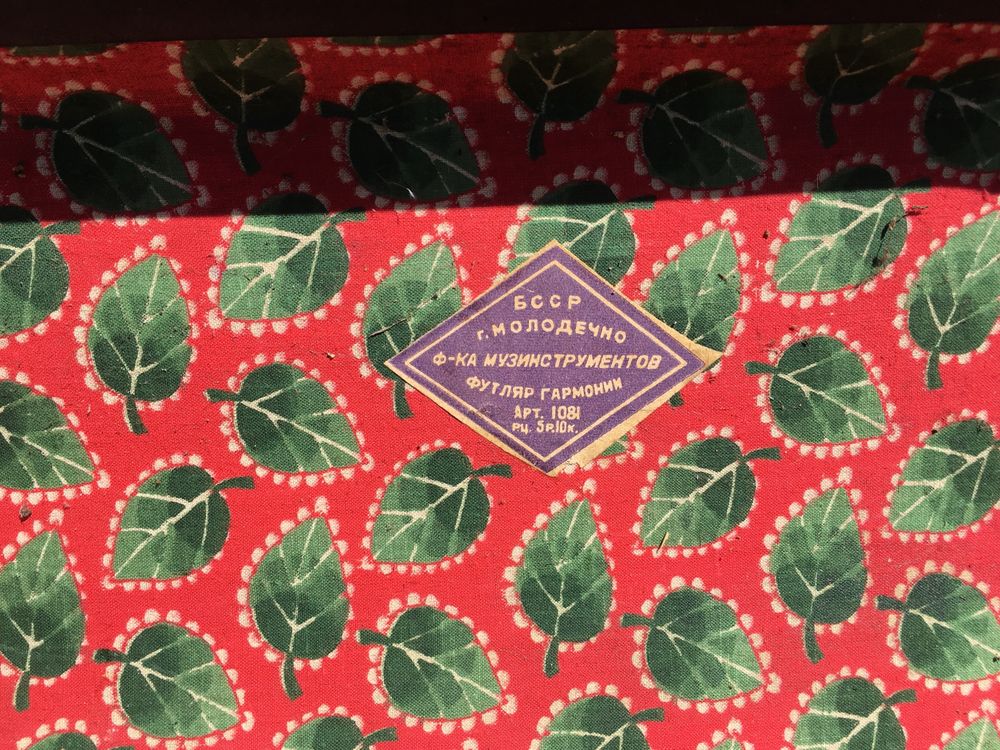 БССР
г. МОЛОДЕЧНО
Ф-КА МУЗИНСТРУМЕНТОВ
ФУТЛЯР ГАРМОНИИ
АРТ. 1081
РЦ. 5р.10к.